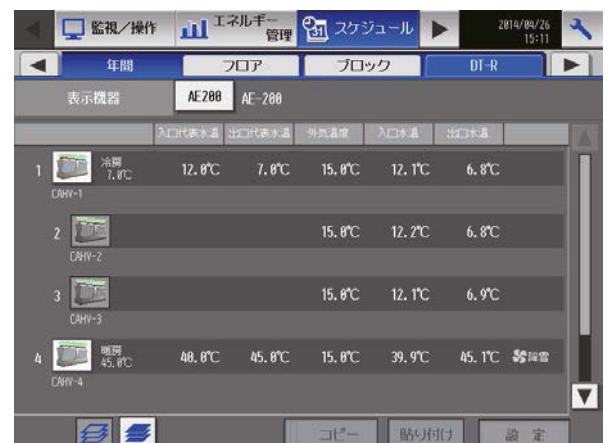 監視/操作 エネルギー管理 31 スケジュール 2014/04/26 15:11
年間 フロア ブロック DT-R
表示機器 AE200 AE-200
入口代表水温 出口代表水温 外気温度 入口水温 出口水温
1 冷房 7.0℃ 12.0℃ 7.0℃ 15.0℃ 12.1℃ 6.8℃
CAHV-1
2 15.0℃ 12.2℃ 6.8℃
CAHV-2
3 15.0℃ 12.1℃ 6.9℃
CAHV-3
4 暖房 45.0℃ 40.0℃ 45.0℃ 15.0℃ 39.9℃ 45.1℃ 除雪
CAHV-4
コピー 貼り付け 設定